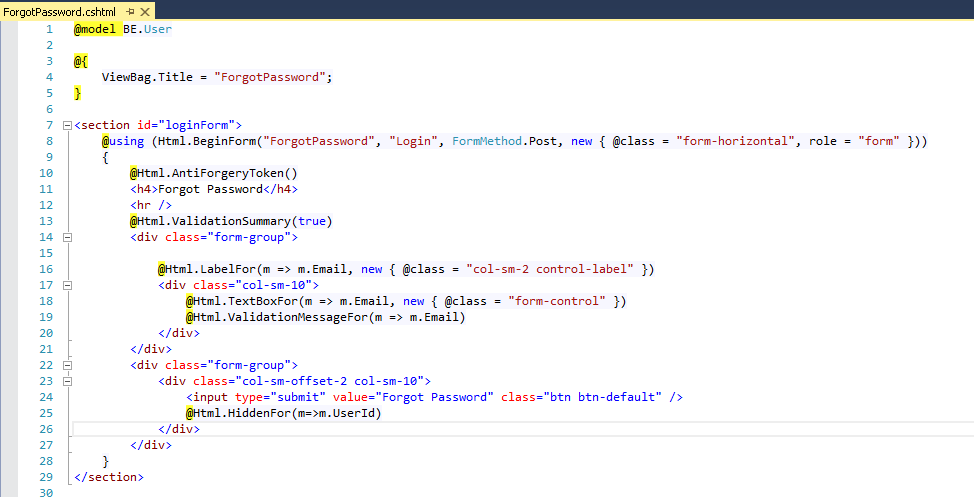 ForgotPassword.cshtml
1 @model BE.User
2
3 @{
4     ViewBag.Title = "ForgotPassword";
5 }
6
7 <section id="loginForm">
8     @using (Html.BeginForm("ForgotPassword", "Login", FormMethod.Post, new { @class = "form-horizontal", role = "form" }))
9     {
10         @Html.AntiForgeryToken()
11         <h4>Forgot Password</h4>
12         <hr />
13         @Html.ValidationSummary(true)
14         <div class="form-group">
15
16             @Html.LabelFor(m => m.Email, new { @class = "col-sm-2 control-label" })
17             <div class="col-sm-10">
18                 @Html.TextBoxFor(m => m.Email, new { @class = "form-control" })
19                 @Html.ValidationMessageFor(m => m.Email)
20             </div>
21         </div>
22         <div class="form-group">
23             <div class="col-sm-offset-2 col-sm-10">
24                 <input type="submit" value="Forgot Password" class="btn btn-default" />
25                 @Html.HiddenFor(m=>m.UserId)
26             </div>
27         </div>
28     }
29 </section>
30